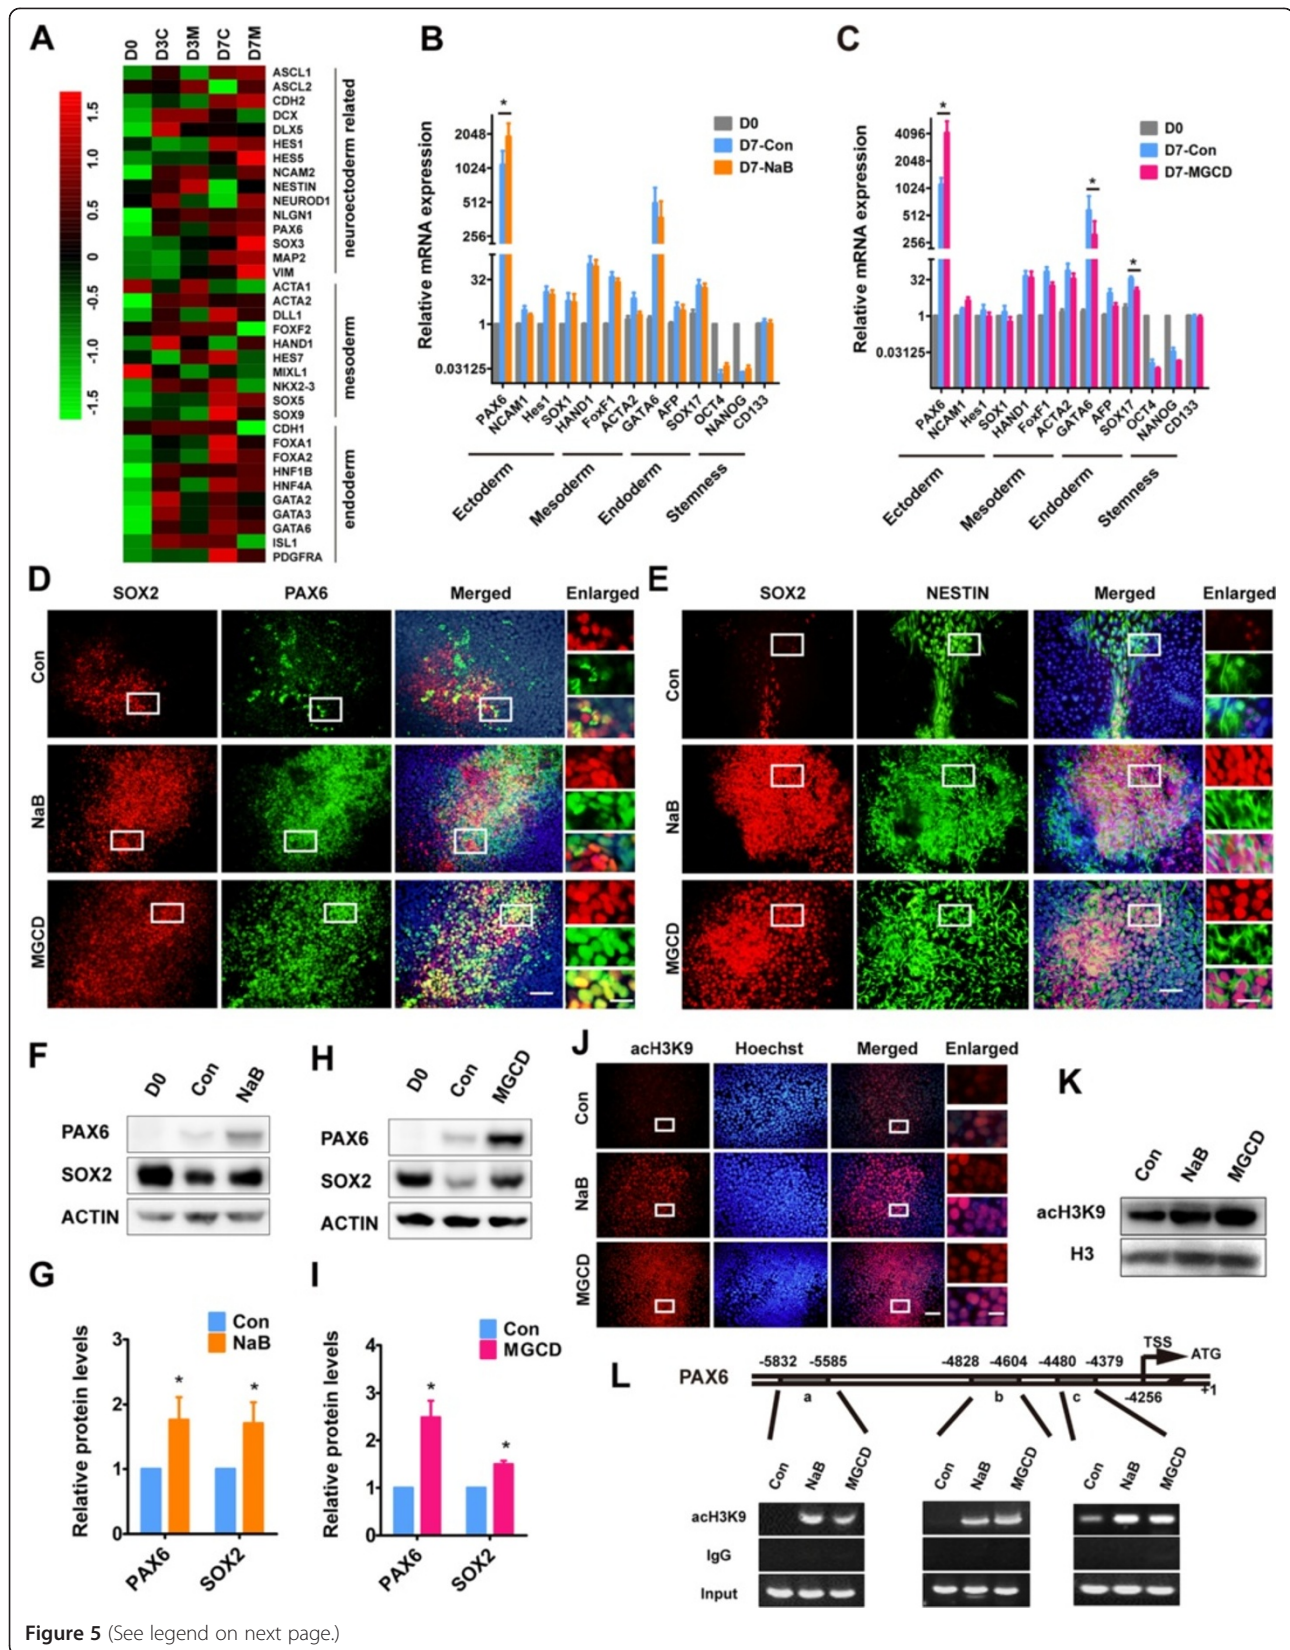 A
D0 D3C D3M D7C D7M
1.5
1.0
0.5
0
-0.5
-1.0
-1.5
ASCL1
ASCL2
CDH2
DCX
DLX5
HES1
HES5
NCAM2
NESTIN
NEUROD1
NLGN1
PAX6
SOX3
MAP2
VIM
ACTA1
ACTA2
DLL1
FOXF2
HAND1
HES7
MIXL1
NKX2-3
SOX5
SOX9
CDH1
FOXA1
FOXA2
HNF1B
HNF4A
GATA2
GATA3
GATA6
ISL1
PDGFRA
neuroectoderm related
mesoderm
endoderm
B
Relative mRNA expression
2048
1024
512
256
32
1
0.03125
*
D0
D7-Con
D7-NaB
PAX6 NCAM1 Hes1 SOX1 HAND1 FoxF1 ACTA2 GATA6 AFP SOX17 OCT4 NANOG CD133
Ectoderm Mesoderm Endoderm Stemness
C
Relative mRNA expression
4096
2048
1024
512
256
32
1
0.03125
* * *
D0
D7-Con
D7-MGCD
PAX6 NCAM1 Hes1 SOX1 HAND1 FoxF1 ACTA2 GATA6 AFP SOX17 OCT4 NANOG CD133
Ectoderm Mesoderm Endoderm Stemness
D
SOX2 PAX6 Merged Enlarged
Con
NaB
MGCD
E
SOX2 NESTIN Merged Enlarged
Con
NaB
MGCD
F
D0 Con NaB
PAX6
SOX2
ACTIN
H
D0 Con MGCD
PAX6
SOX2
ACTIN
G
Relative protein levels
3
2
1
0
Con
NaB
* *
PAX6 SOX2
I
Relative protein levels
4
3
2
1
0
Con
MGCD
* *
PAX6 SOX2
J
acH3K9 Hoechst Merged Enlarged
Con
NaB
MGCD
K
Con NaB MGCD
acH3K9
H3
L
PAX6
-5832 -5585 -4828 -4604 -4480 -4379 TSS ATG
a b c -4256 +1
Con NaB MGCD Con NaB MGCD Con NaB MGCD
acH3K9
IgG
Input
Figure 5 (See legend on next page.)